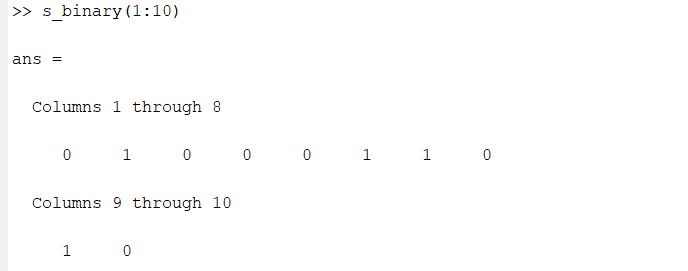 >> s_binary(1:10)
ans =
Columns 1 through 8
0 1 0 0 0 1 1 0
Columns 9 through 10
1 0